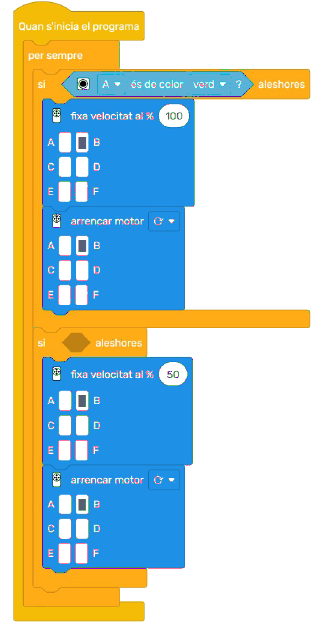 Quan s'inicia el programa
per sempre
si A és de color verd ? aleshores
fixa velocitat al % 100
A B
C D
E F
arrencar motor
A B
C D
E F
si aleshores
fixa velocitat al % 50
A B
C D
E F
arrencar motor
A B
C D
E F